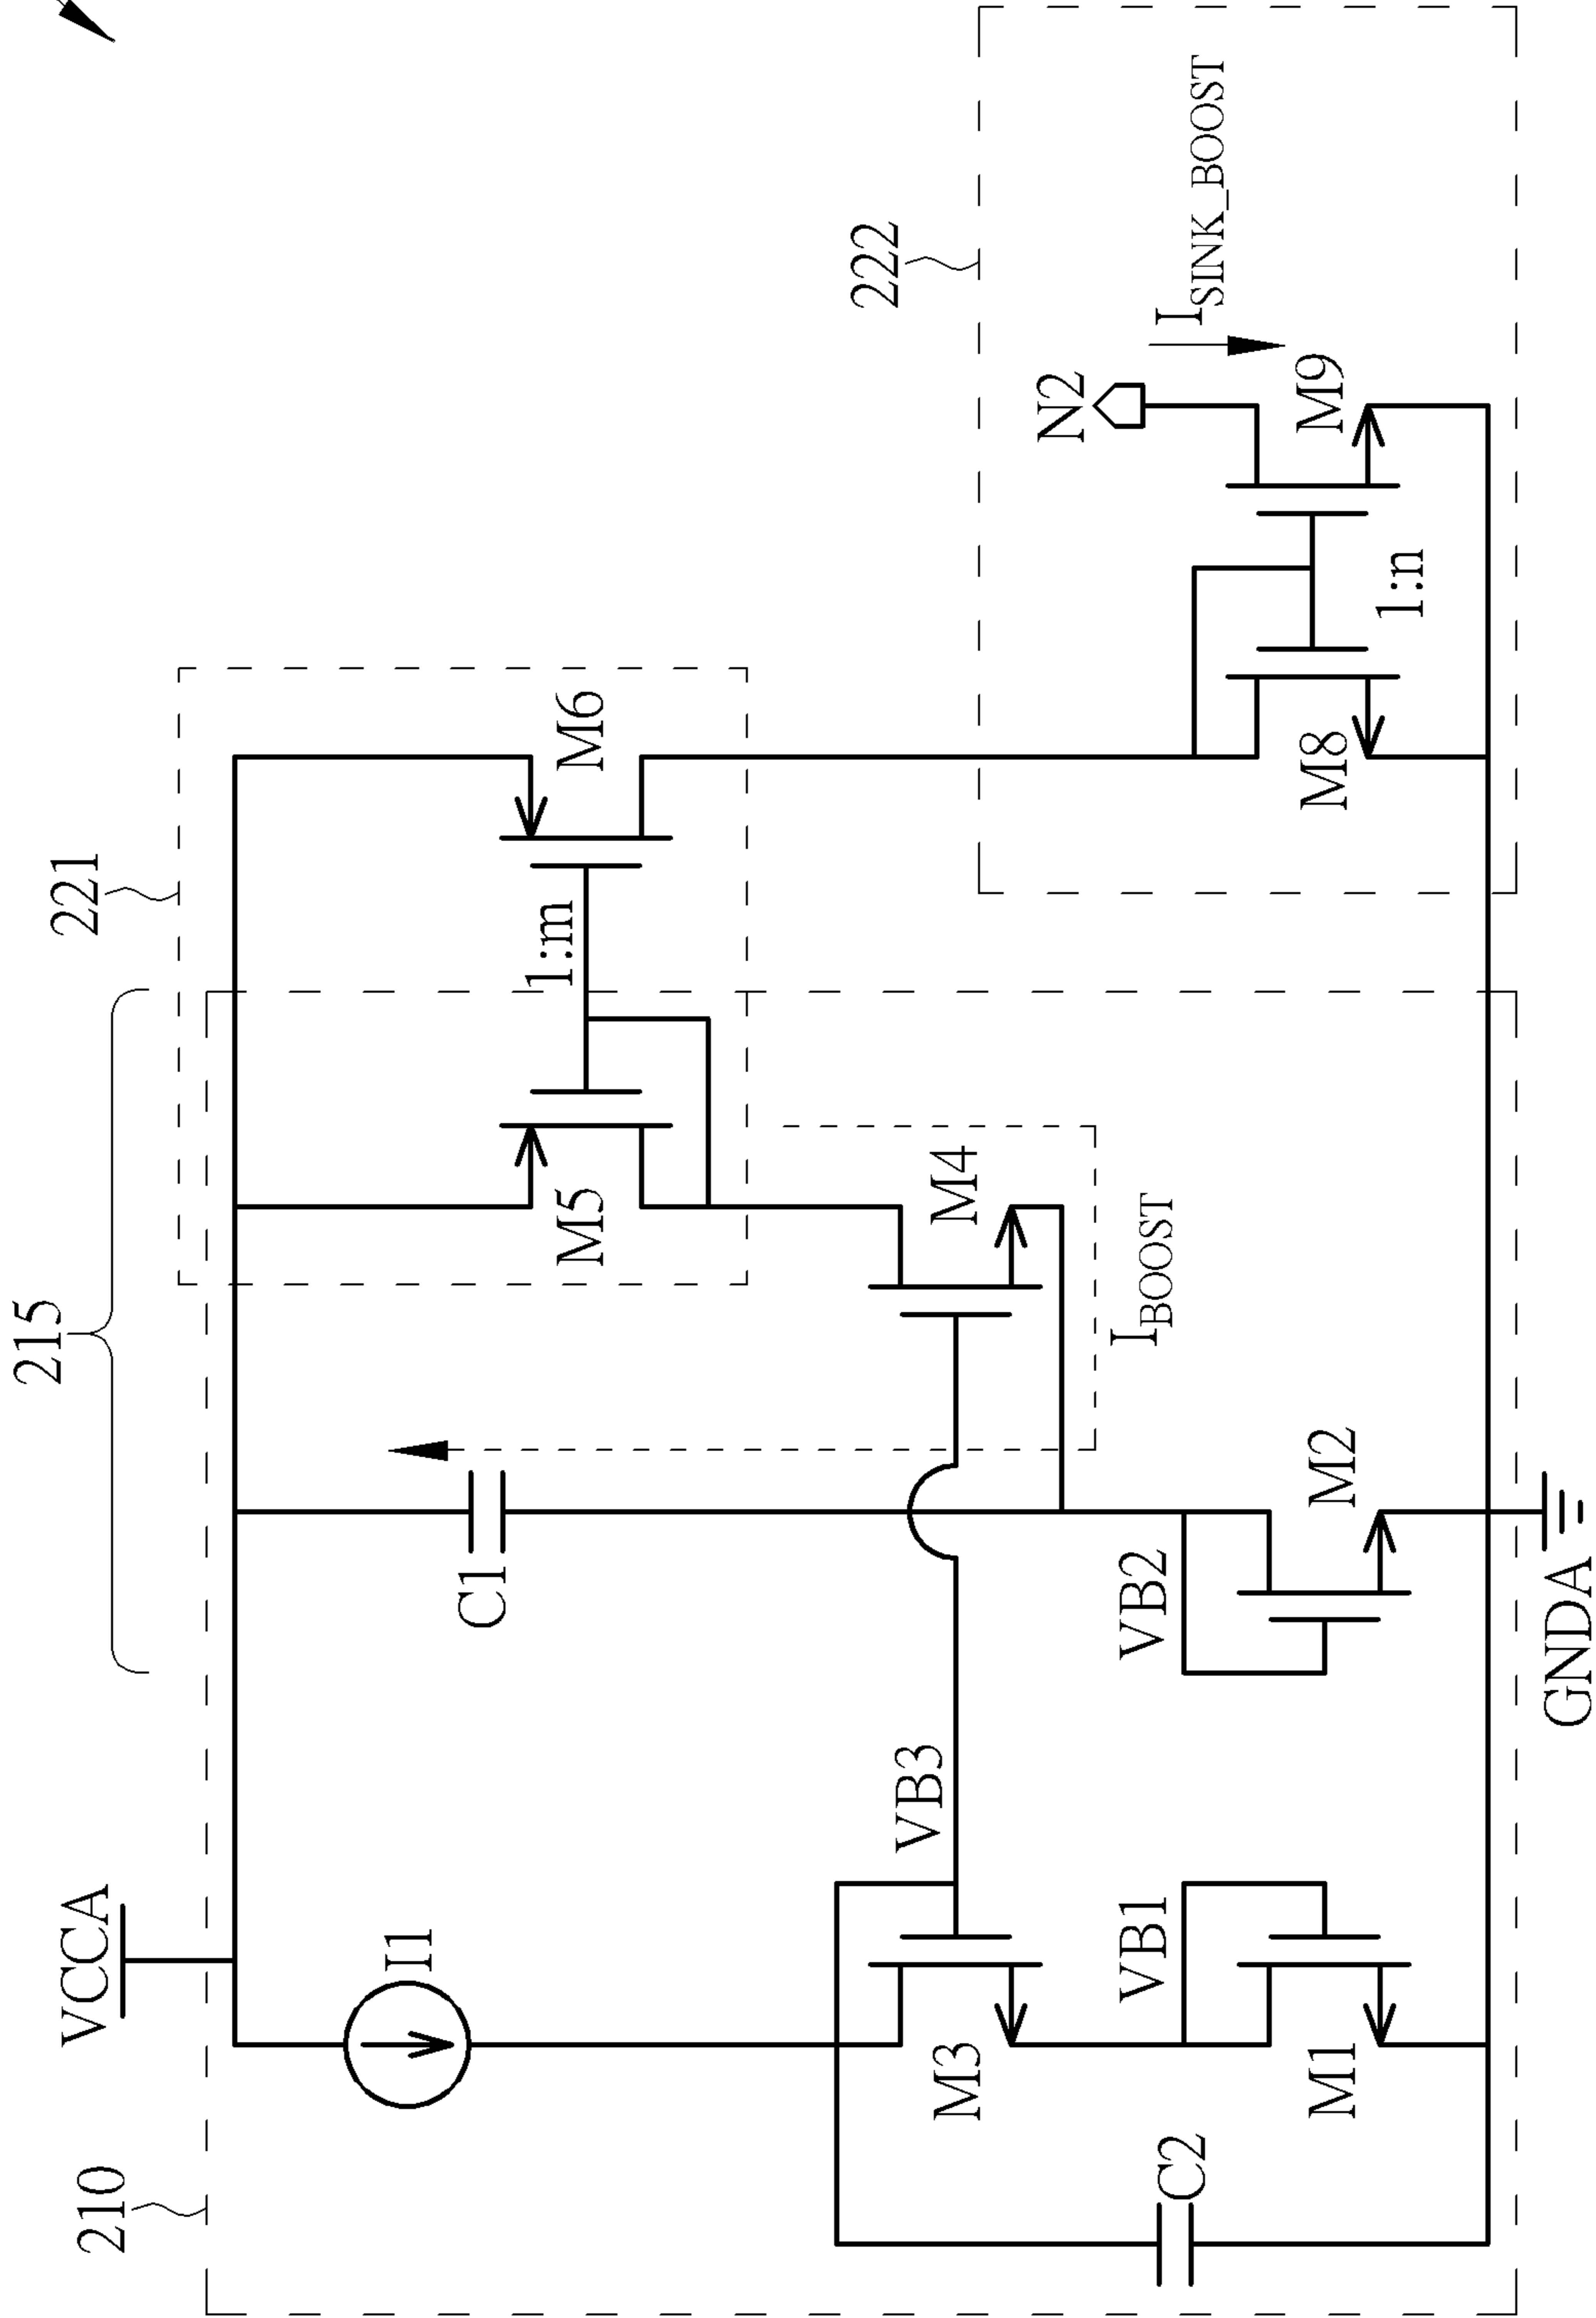 215
221
210
VCCA
I1
C1
M5
1:m
M6
VB3
M3
M4
I_BOOST
222
N2
I_SINK_BOOST
C2
VB1
M1
VB2
M2
M8
1:n
M9
GNDA